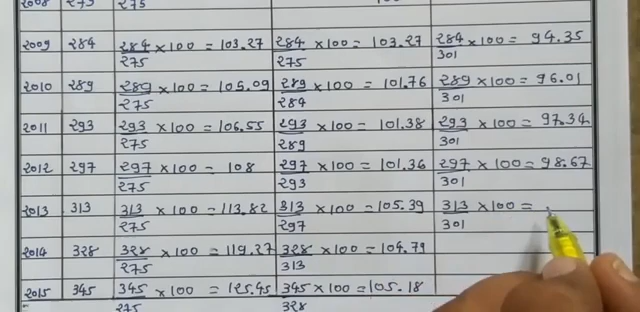 2008 275 275
2009 284 284/275 × 100 = 103.27 284/275 × 100 = 103.27 284/301 × 100 = 94.35
2010 289 289/275 × 100 = 105.09 289/284 × 100 = 101.76 289/301 × 100 = 96.01
2011 293 293/275 × 100 = 106.55 293/289 × 100 = 101.38 293/301 × 100 = 97.34
2012 297 297/275 × 100 = 108 297/293 × 100 = 101.36 297/301 × 100 = 98.67
2013 313 313/275 × 100 = 113.82 313/297 × 100 = 105.39 313/301 × 100 =
2014 328 328/275 × 100 = 119.27 328/313 × 100 = 104.79
2015 345 345/275 × 100 = 125.45 345/328 × 100 = 105.18